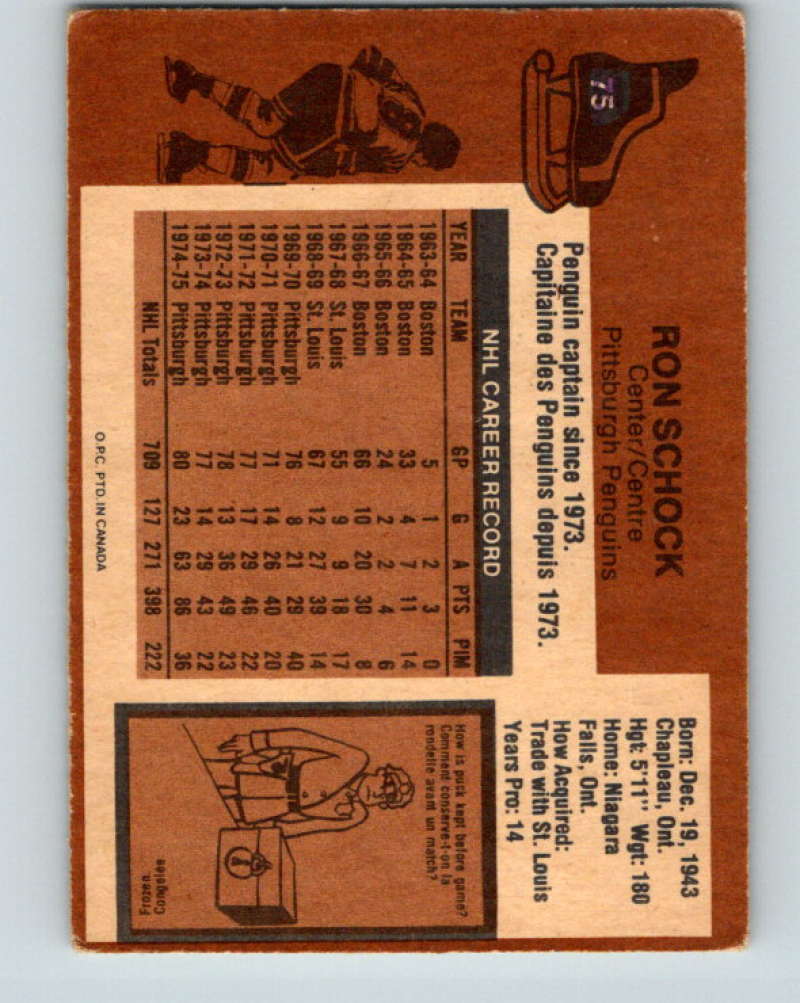 75
RON SCHOCK
Center/Centre
Pittsburgh Penguins
Penguin captain since 1973.
Capitaine des Penguins depuis 1973.
NHL CAREER RECORD
YEAR TEAM GP G A PTS PIM
1963-64 Boston 5 1 2 3 0
1964-65 Boston 33 4 7 11 14
1965-66 Boston 24 2 2 4 6
1966-67 Boston 66 10 20 30 8
1967-68 St. Louis 55 9 9 18 17
1968-69 St. Louis 67 12 27 39 14
1969-70 Pittsburgh 76 8 21 29 40
1970-71 Pittsburgh 71 14 26 40 20
1971-72 Pittsburgh 77 17 29 46 22
1972-73 Pittsburgh 78 13 36 49 23
1973-74 Pittsburgh 77 14 29 43 22
1974-75 Pittsburgh 80 23 63 86 36
NHL Totals 709 127 271 398 222
O.P.C. PTD. IN CANADA
Born: Dec. 19, 1943
Chapleau, Ont.
Hgt: 5'11" Wgt: 180
Home: Niagara
Falls, Ont.
How Acquired:
Trade with St. Louis
Years Pro: 14
How is pusk kept before game?
Comment conserve-t-on la
rondelle avant un match?
Congelée
Frozen